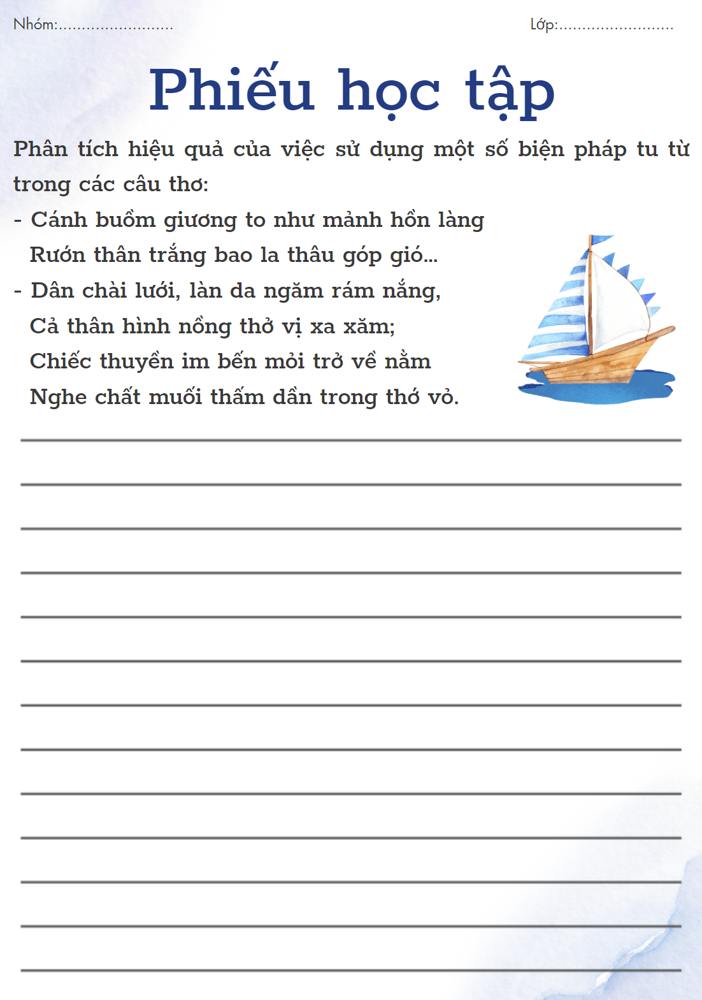 Nhóm:.........................
Lớp:.........................
Phiếu học tập
Phân tích hiệu quả của việc sử dụng một số biện pháp tu từ
trong các câu thơ:
- Cánh buồm giương to như mảnh hồn làng
Rướn thân trắng bao la thâu góp gió...
- Dân chài lưới, làn da ngăm rám nắng,
Cả thân hình nồng thở vị xa xăm;
Chiếc thuyền im bến mỏi trở về nằm
Nghe chất muối thấm dần trong thớ vỏ.